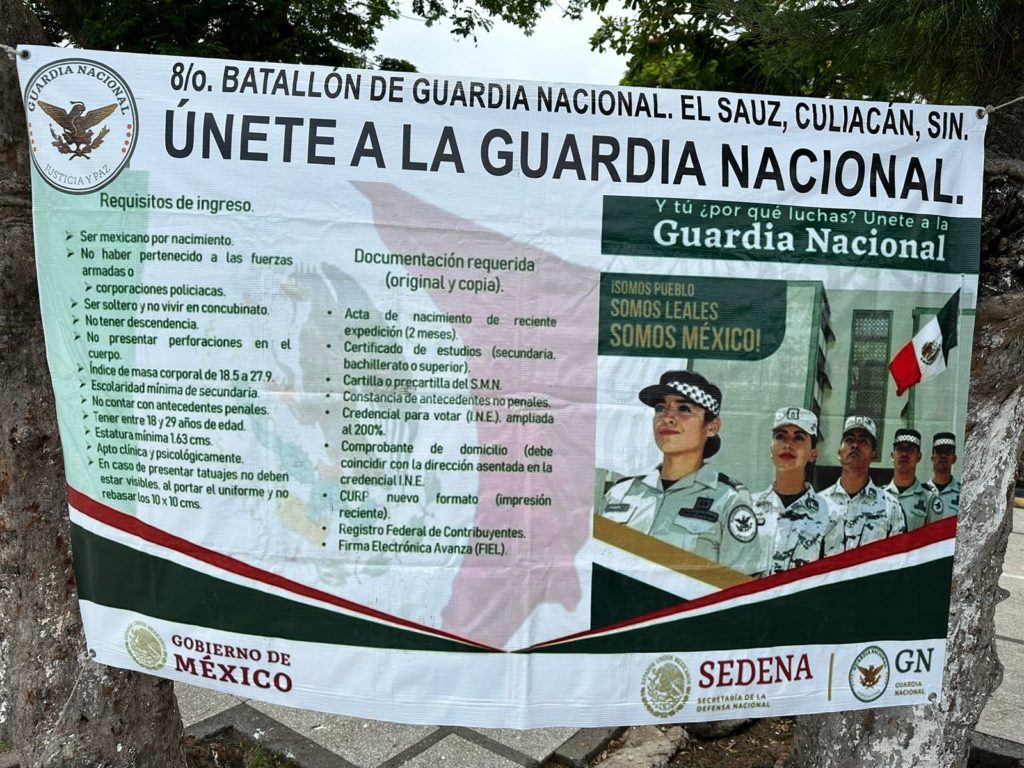 GUARDIA NACIONAL
JUSTICIA Y PAZ
8/o. BATALLÓN DE GUARDIA NACIONAL. EL SAUZ, CULIACÁN, SIN.
ÚNETE A LA GUARDIA NACIONAL.
Requisitos de ingreso.
➢ Ser mexicano por nacimiento.
➢ No haber pertenecido a las fuerzas
armadas o
➢ corporaciones policiacas.
➢ Ser soltero y no vivir en concubinato.
➢ No tener descendencia.
➢ No presentar perforaciones en el
cuerpo.
➢ Índice de masa corporal de 18.5 a 27.9.
➢ Escolaridad mínima de secundaria.
➢ No contar con antecedentes penales.
➢ Tener entre 18 y 29 años de edad.
➢ Estatura mínima 1.63 cms.
➢ Apto clínica y psicológicamente.
➢ En caso de presentar tatuajes no deben
estar visibles, al portar el uniforme y no
rebasar los 10 x 10 cms.
Documentación requerida
(original y copia).
• Acta de nacimiento de reciente
expedición (2 meses).
• Certificado de estudios (secundaria.
bachillerato o superior).
• Cartilla o precartilla del S.M.N.
• Constancia de antecedentes no penales.
• Credencial para votar (I.N.E). ampliada
al 200%.
• Comprobante de domicilio (debe
coincidir con la dirección asentada en la
credencial I.N.E.
• CURP nuevo formato (impresión
reciente).
• Registro Federal de Contribuyentes.
• Firma Electrónica Avanza (FIEL).
Y tú ¿por qué luchas? Únete a la
Guardia Nacional
¡SOMOS PUEBLO
SOMOS LEALES
SOMOS MÉXICO!
GOBIERNO DE
MÉXICO
SEDENA
SECRETARÍA DE LA
DEFENSA NACIONAL
GN
GUARDIA
NACIONAL